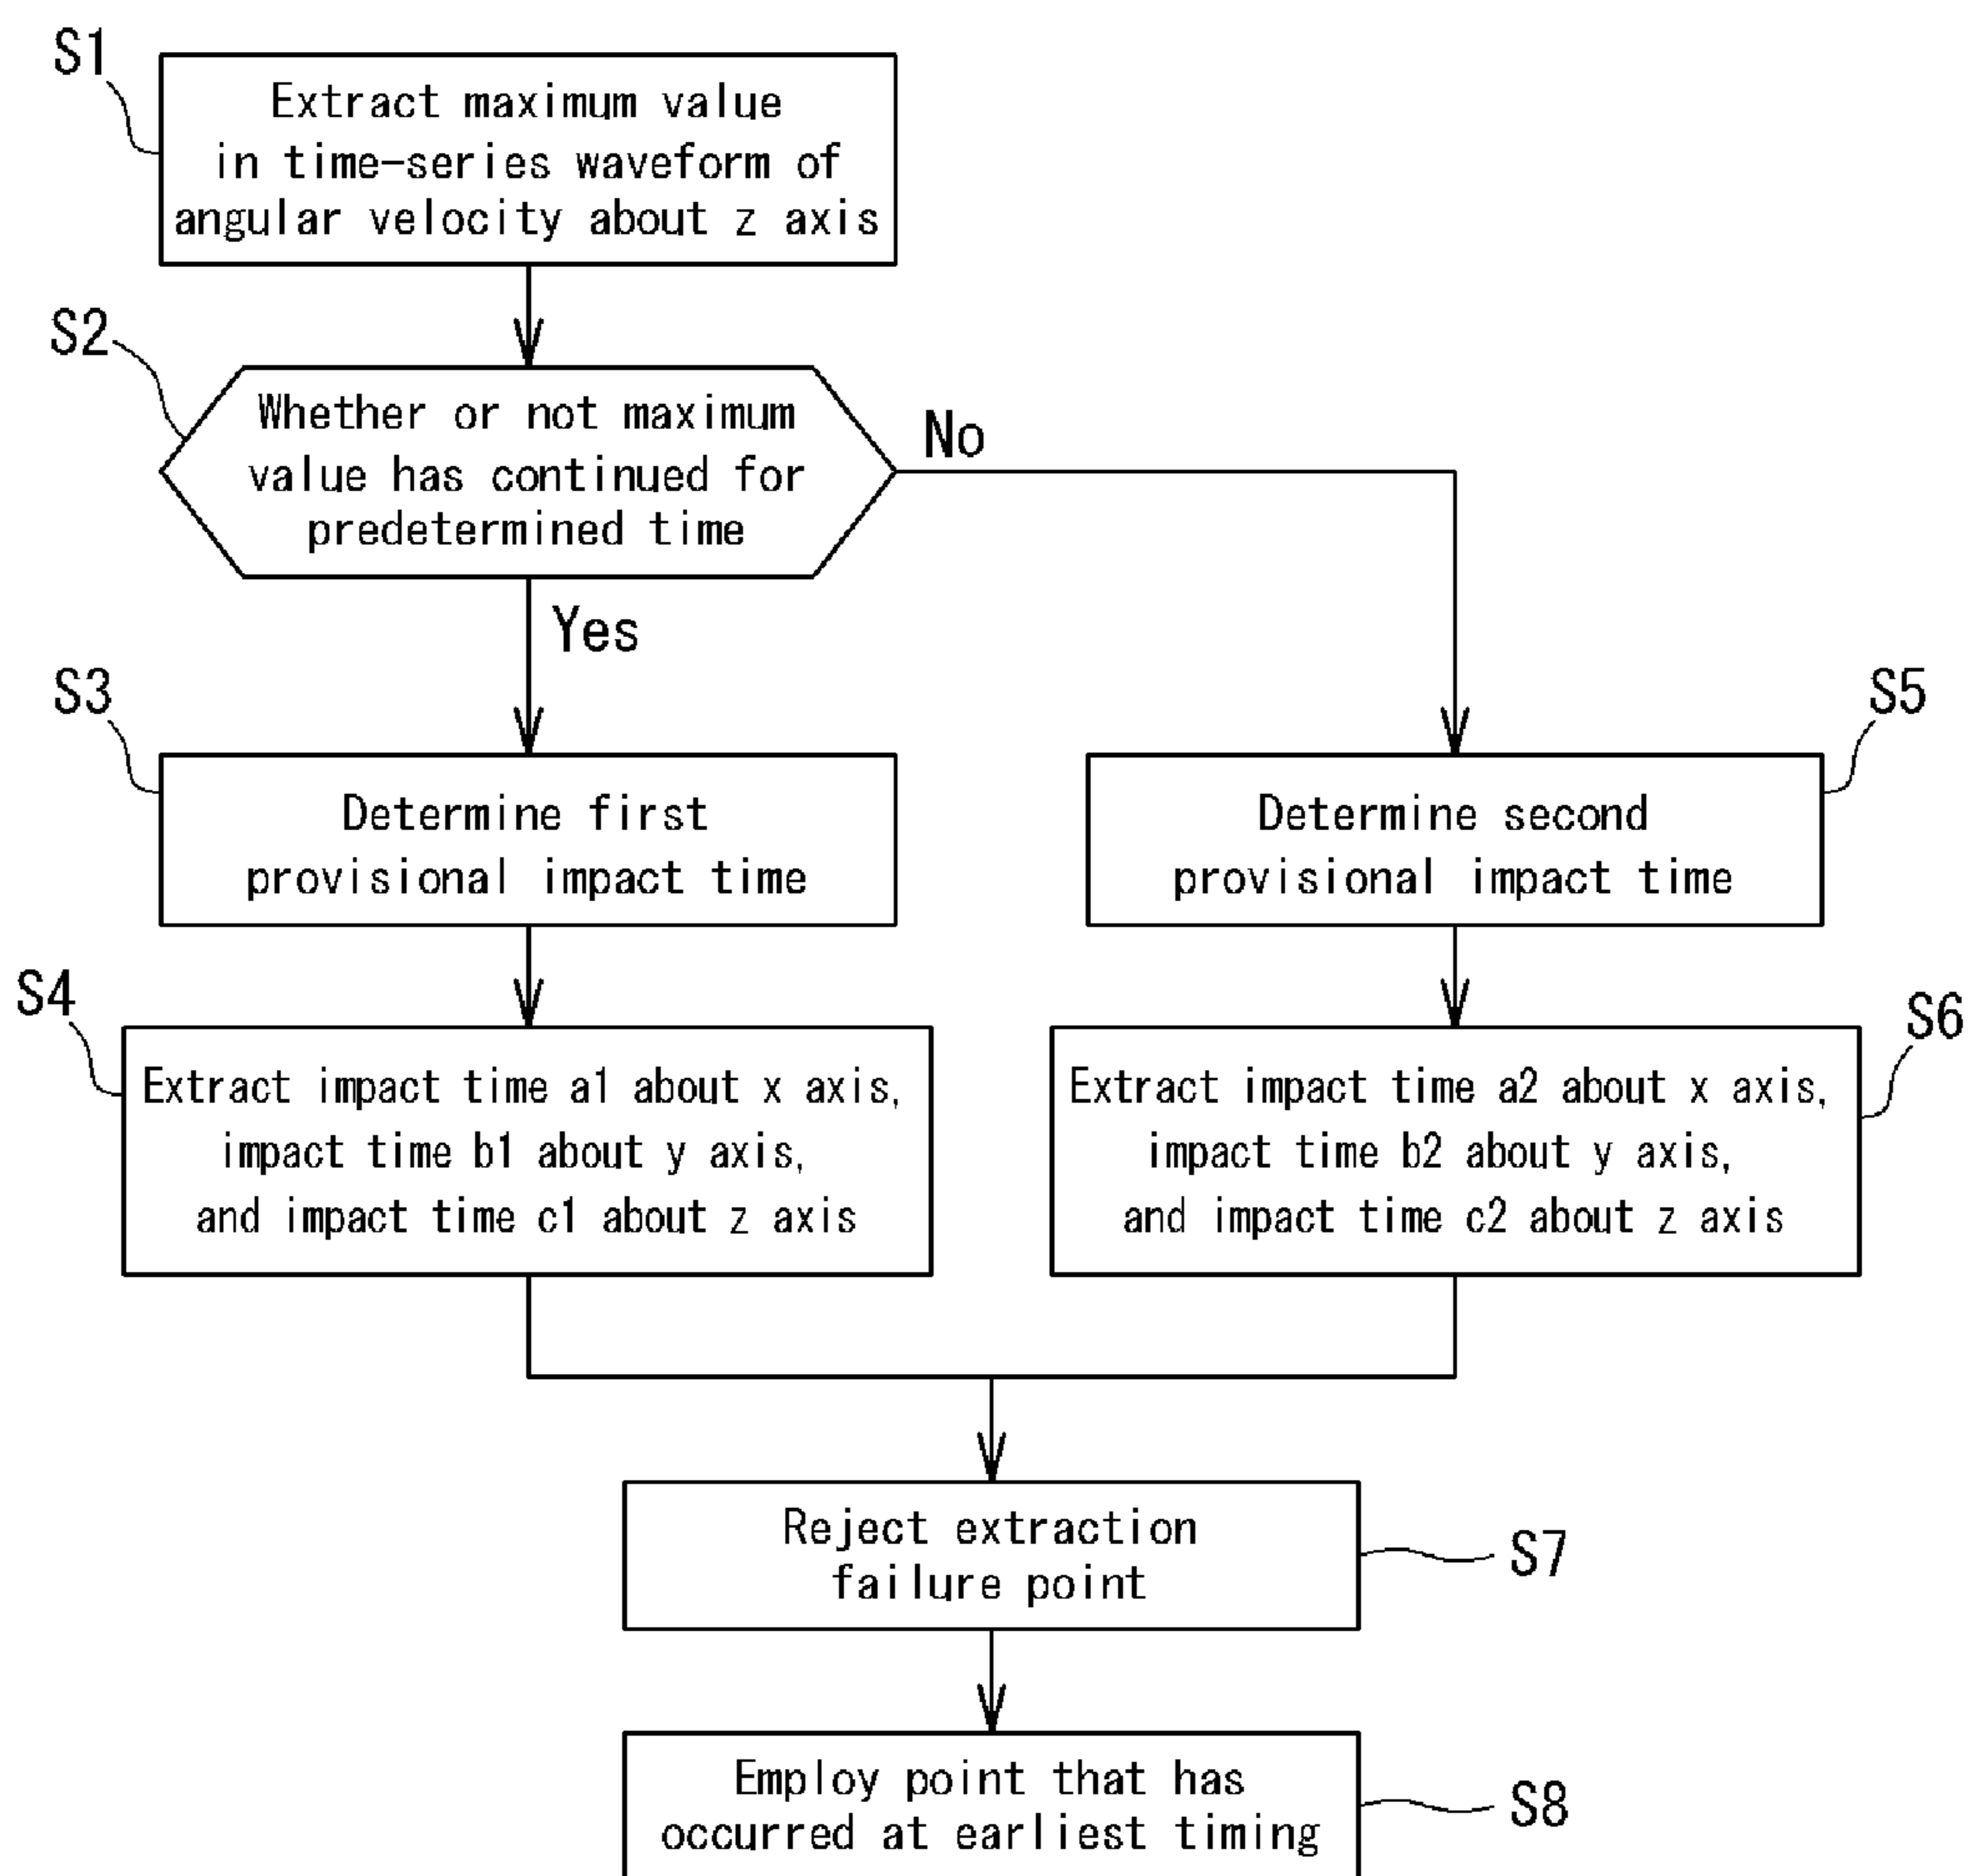 S1
Extract maximum value
in time-series waveform of
angular velocity about z axis
S2
Whether or not maximum
value has continued for
predetermined time
No
Yes
S3
Determine first
provisional impact time
S5
Determine second
provisional impact time
S4
Extract impact time a1 about x axis,
impact time b1 about y axis,
and impact time c1 about z axis
S6
Extract impact time a2 about x axis,
impact time b2 about y axis,
and impact time c2 about z axis
Reject extraction
failure point
S7
Employ point that has
occurred at earliest timing
S8